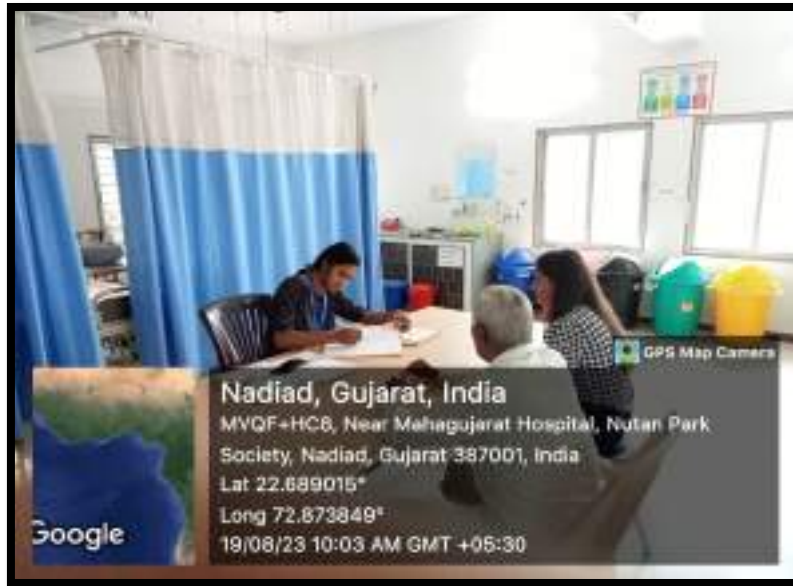 GPS Map Camera
Nadiad, Gujarat, India
MVQF+HC8, Near Mahagujarat Hospital, Nutan Park
Society, Nadiad, Gujarat 387001, India
Lat 22.689015°
Long 72.873849°
19/08/23 10:03 AM GMT +05:30
Google